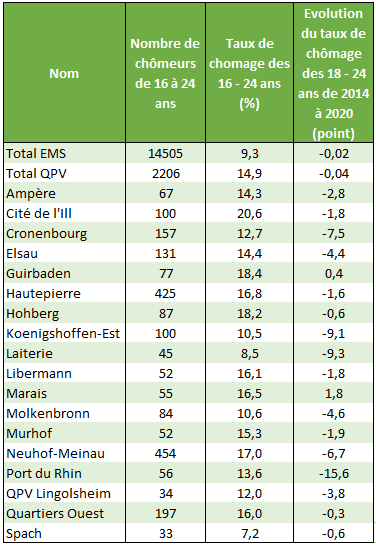 Nom
Nombre de
chômeurs
de 16 à 24
ans
Taux de
chomage des
16 - 24 ans
(%)
Evolution
du taux de
chômage
des 18 - 24
ans de 2014
à 2020
(point)
Total EMS 14505 9,3 -0,02
Total QPV 2206 14,9 -0,04
Ampère 67 14,3 -2,8
Cité de l'Ill 100 20,6 -1,8
Cronenbourg 157 12,7 -7,5
Elsau 131 14,4 -4,4
Guirbaden 77 18,4 0,4
Hautepierre 425 16,8 -1,6
Hohberg 87 18,2 -0,6
Koenigshoffen-Est 100 10,5 -9,1
Laiterie 45 8,5 -9,3
Libermann 52 16,1 -1,8
Marais 55 16,5 1,8
Molkenbronn 84 10,6 -4,6
Murhof 52 15,3 -1,9
Neuhof-Meinau 454 17,0 -6,7
Port du Rhin 56 13,6 -15,6
QPV Lingolsheim 34 12,0 -3,8
Quartiers Ouest 197 16,0 -0,3
Spach 33 7,2 -0,6